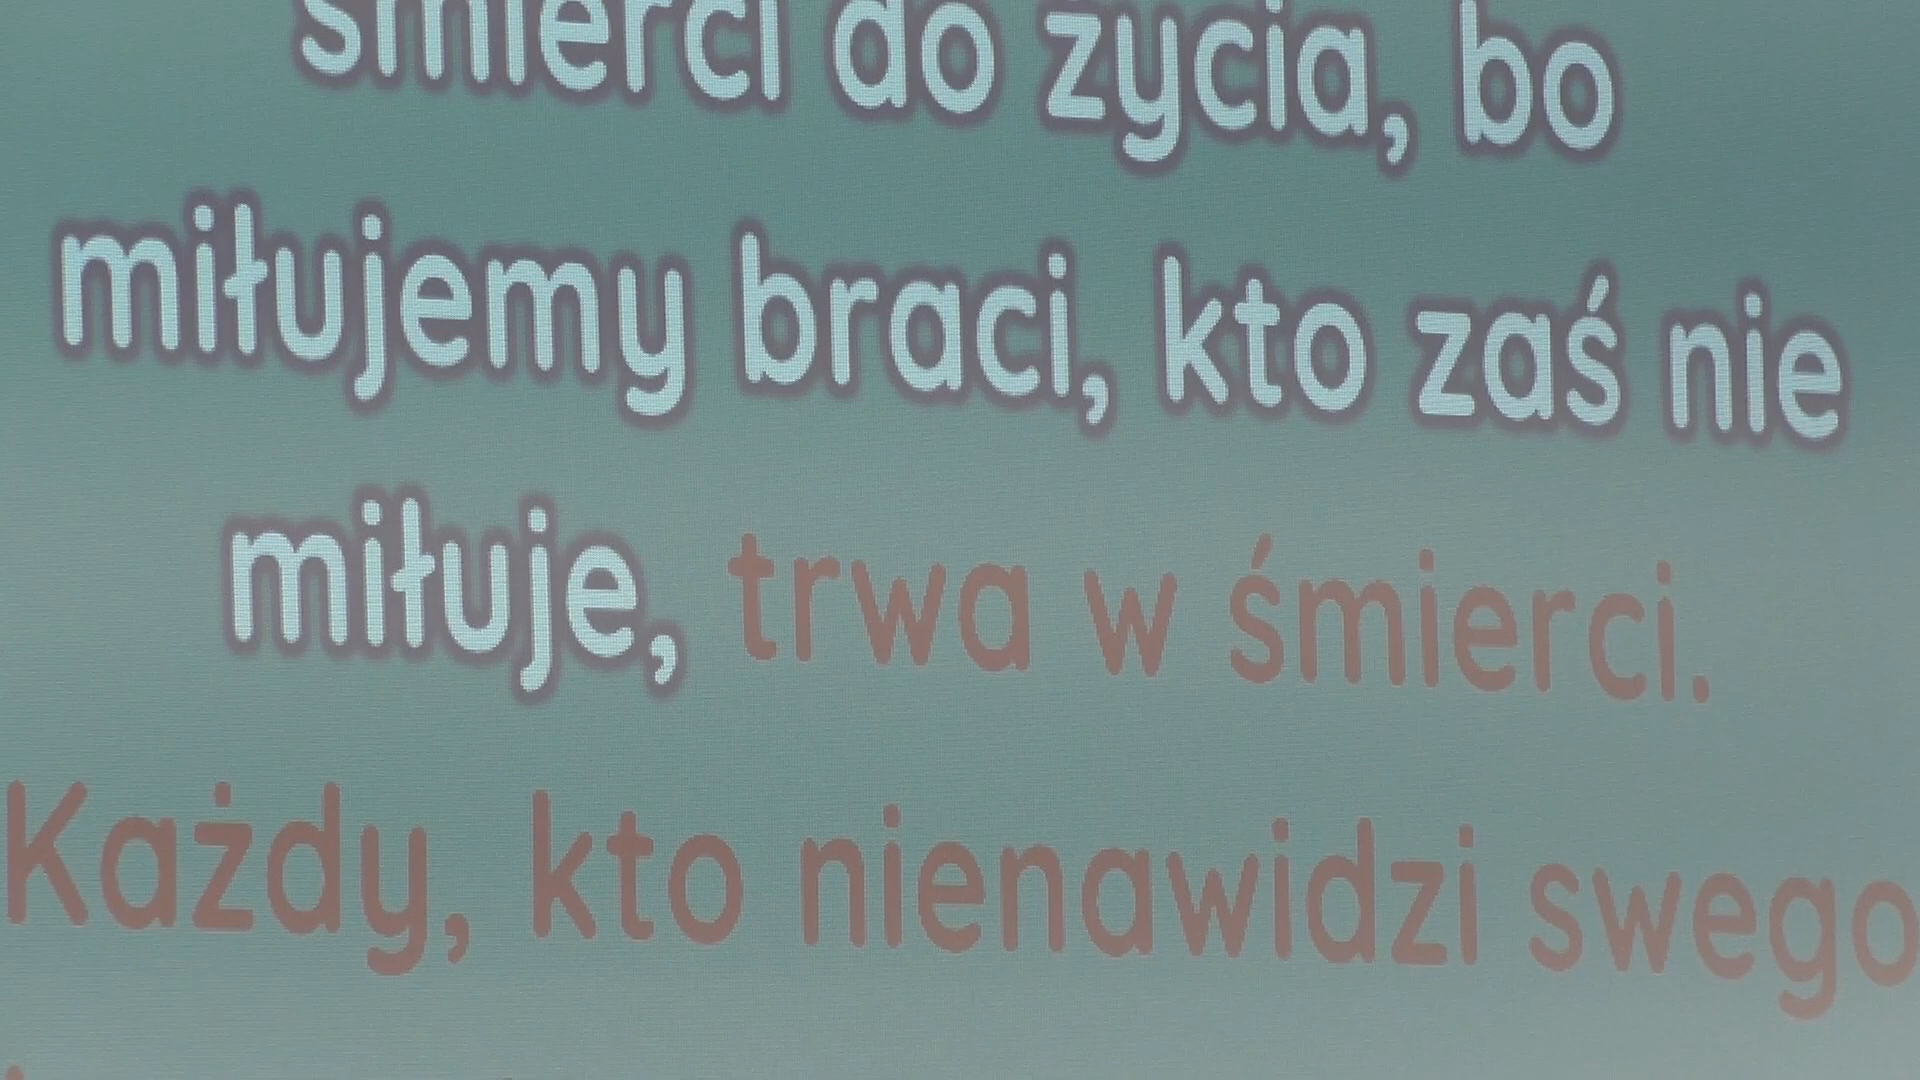 śmierci do życia, bo
miłujemy braci, kto zaś nie
miłuje, trwa w śmierci.
Każdy, kto nienawidzi swego